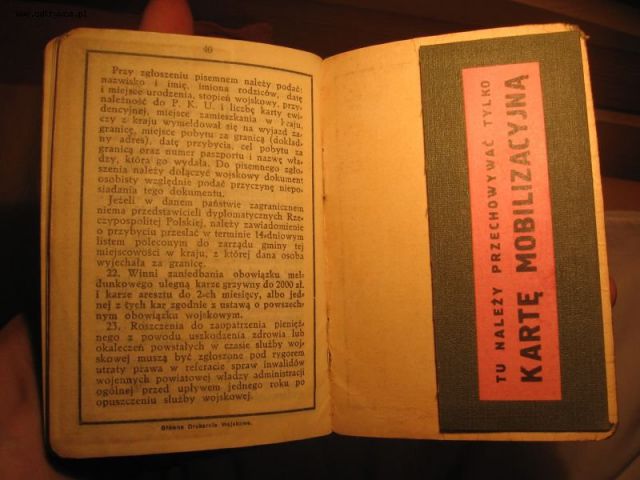 www.odkrywca.pl
40
Przy zgłoszeniu pisemnem należy podać:
nazwisko i imię, imiona rodziców, datę
i miejsce urodzenia, stopień wojskowy, przy-
należność do P. K. U. i liczbę karty ewi-
dencyjnej, miejsce zamieszkania w kraju,
czy z kraju wymeldował się na wyjazd za-
granicę, miejsce pobytu za granicą (dokład-
ny adres), datę przybycia, cel pobytu za
granicą oraz numer paszportu i nazwę wła-
dzy, która go wydała. Do pisemnego zgło-
szenia należy dołączyć wojskowy dokument
osobisty względnie podać przyczynę niepo-
siadania tego dokumentu.
Jeżeli w danem państwie zagranicznem
niema przedstawicieli dyplomatycznych Rze-
czypospolitej Polskiej, należy zawiadomienie
o przybyciu przesłać w terminie 14-dniowym
listem poleconym do zarządu gminy tej
miejscowości w kraju, z której dana osoba
wyjechała za granicę.
22. Winni zaniedbania obowiązku mel-
dunkowego ulegną karze grzywny do 2000 zł.
i karze aresztu do 2-ch miesięcy, albo jed-
nej z tych kar zgodnie z ustawą o powszech-
nym obowiązku wojskowym.
23. Roszczenia do zaopatrzenia pienięż-
nego z powodu uszkodzenia zdrowia lub
okaleczeń powstałych w czasie służby woj-
skowej muszą być zgłoszone pod rygorem
utraty prawa w referacie spraw inwalidów
wojennych powiatowej władzy administracji
ogólnej przed upływem jednego roku po
opuszczeniu służby wojskowej.
Główna Drukarnia Wojskowa.
TU NALEŻY PRZECHOWYWAĆ TYLKO
KARTĘ MOBILIZACYJNĄ